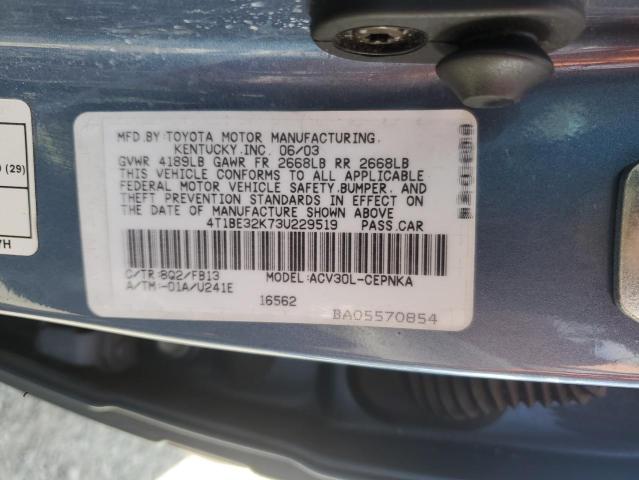 MFD.BY:TOYOTA MOTOR MANUFACTURING,
KENTUCKY,INC. 06/03
GVWR 4189LB GAWR FR 2668LB RR 2668LB
THIS VEHICLE CONFORMS TO ALL APPLICABLE
FEDERAL MOTOR VEHICLE SAFETY,BUMPER, AND
THEFT PREVENTION STANDARDS IN EFFECT ON
THE DATE OF MANUFACTURE SHOWN ABOVE
4T1BE32K73U229519 PASS.CAR
C/TR:8Q2/FB13 MODEL:ACV30L-CEPNKA
A/TM:-01A/U241E
16562
BA05570854
(29)
7H